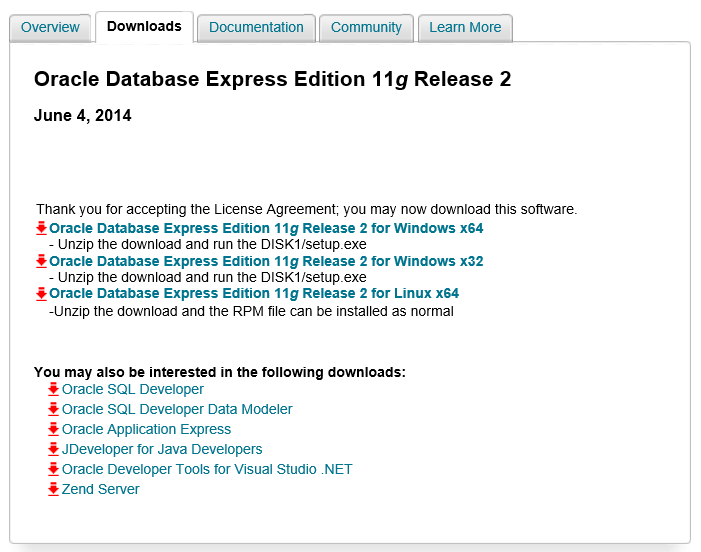 Overview Downloads Documentation Community Learn More
Oracle Database Express Edition 11g Release 2
June 4, 2014
Thank you for accepting the License Agreement; you may now download this software.
Oracle Database Express Edition 11g Release 2 for Windows x64
- Unzip the download and run the DISK1/setup.exe
Oracle Database Express Edition 11g Release 2 for Windows x32
- Unzip the download and run the DISK1/setup.exe
Oracle Database Express Edition 11g Release 2 for Linux x64
-Unzip the download and the RPM file can be installed as normal
You may also be interested in the following downloads:
Oracle SQL Developer
Oracle SQL Developer Data Modeler
Oracle Application Express
JDeveloper for Java Developers
Oracle Developer Tools for Visual Studio .NET
Zend Server